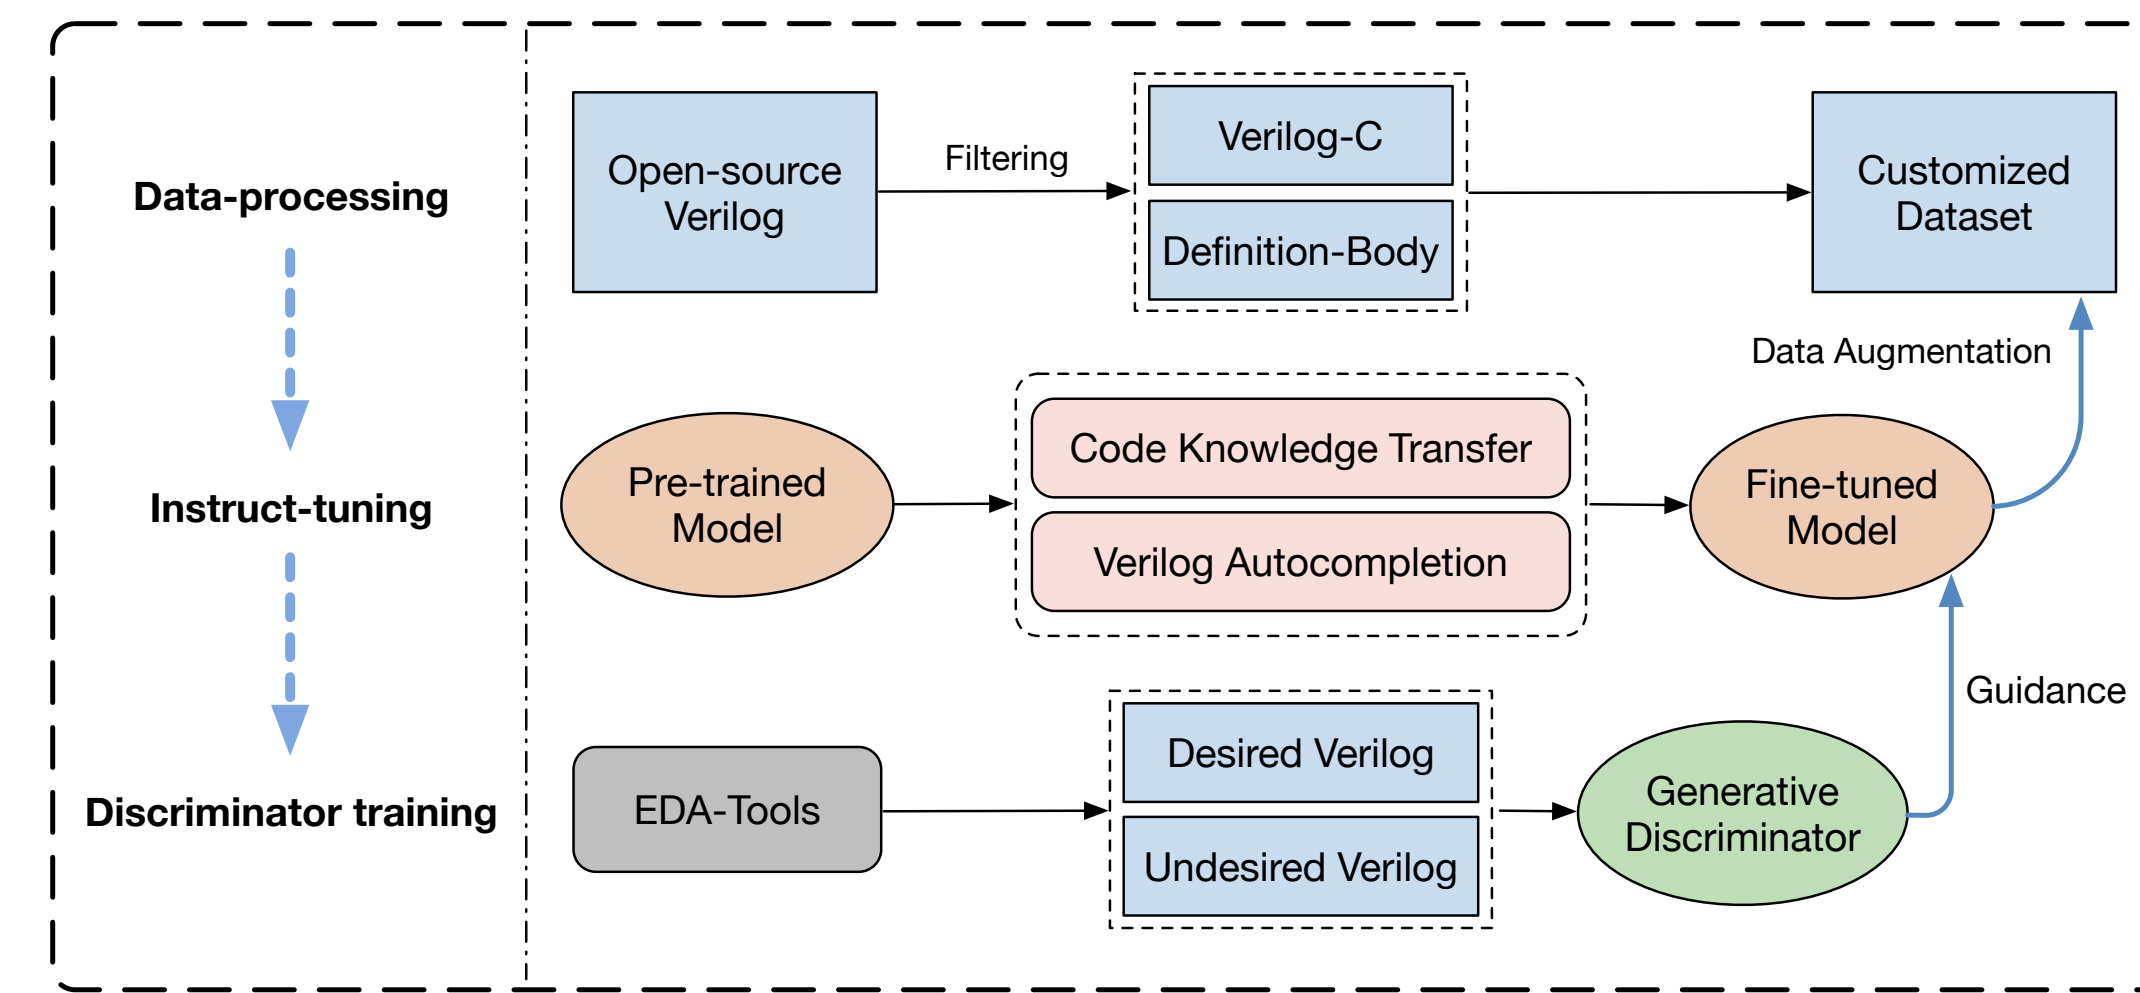 Data-processing
Open-source
Verilog
Filtering
Verilog-C
Definition-Body
Customized
Dataset
Data Augmentation
Instruct-tuning
Pre-trained
Model
Code Knowledge Transfer
Verilog Autocompletion
Fine-tuned
Model
Guidance
Discriminator training
EDA-Tools
Desired Verilog
Undesired Verilog
Generative
Discriminator